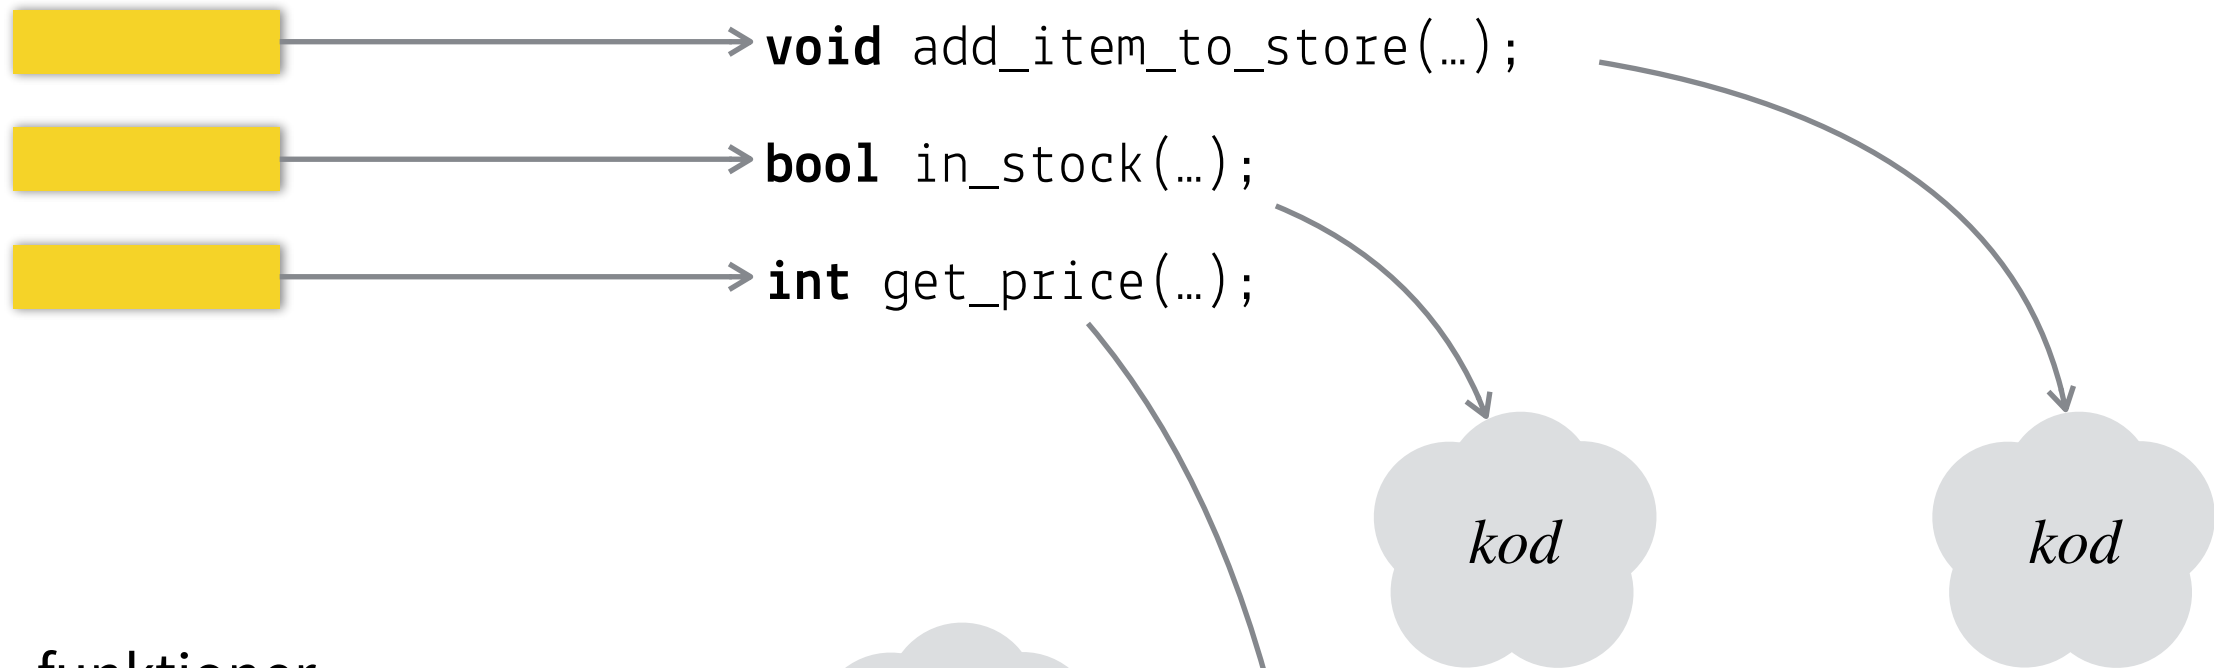 void add_item_to_store(…);
bool in_stock(…);
int get_price(…);
kod
kod
funktioner